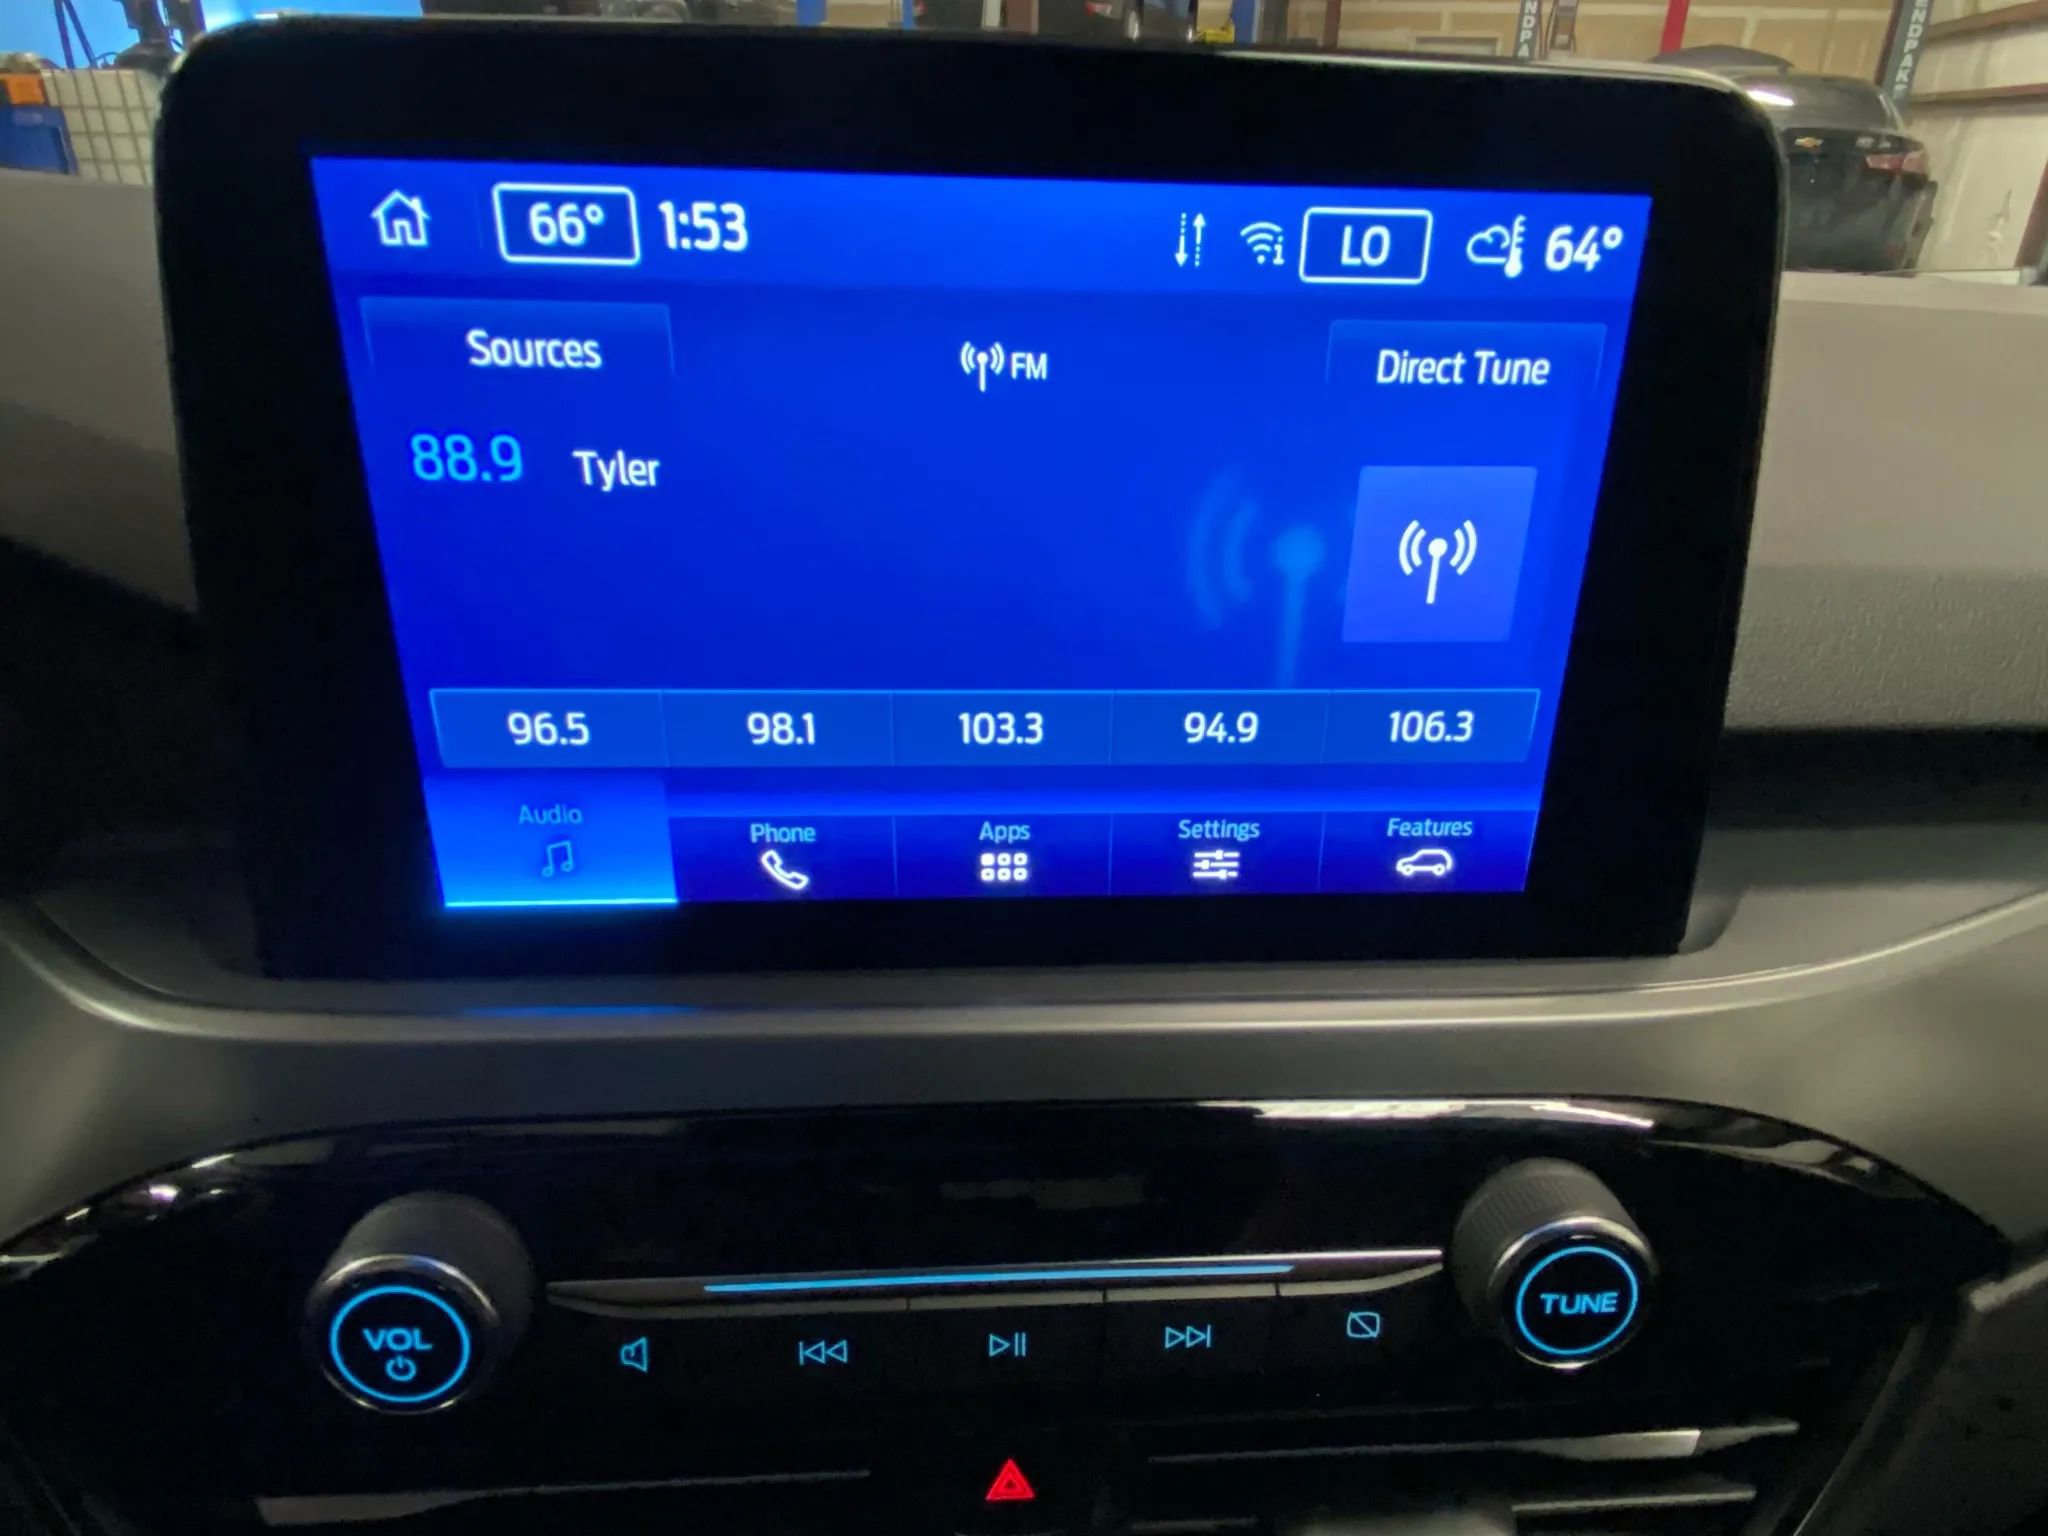 66° 1:53 LO 64°
Sources FM Direct Tune
88.9 Tyler
96.5 98.1 103.3 94.9 106.3
Audio Phone Apps Settings Features
VOL TUNE